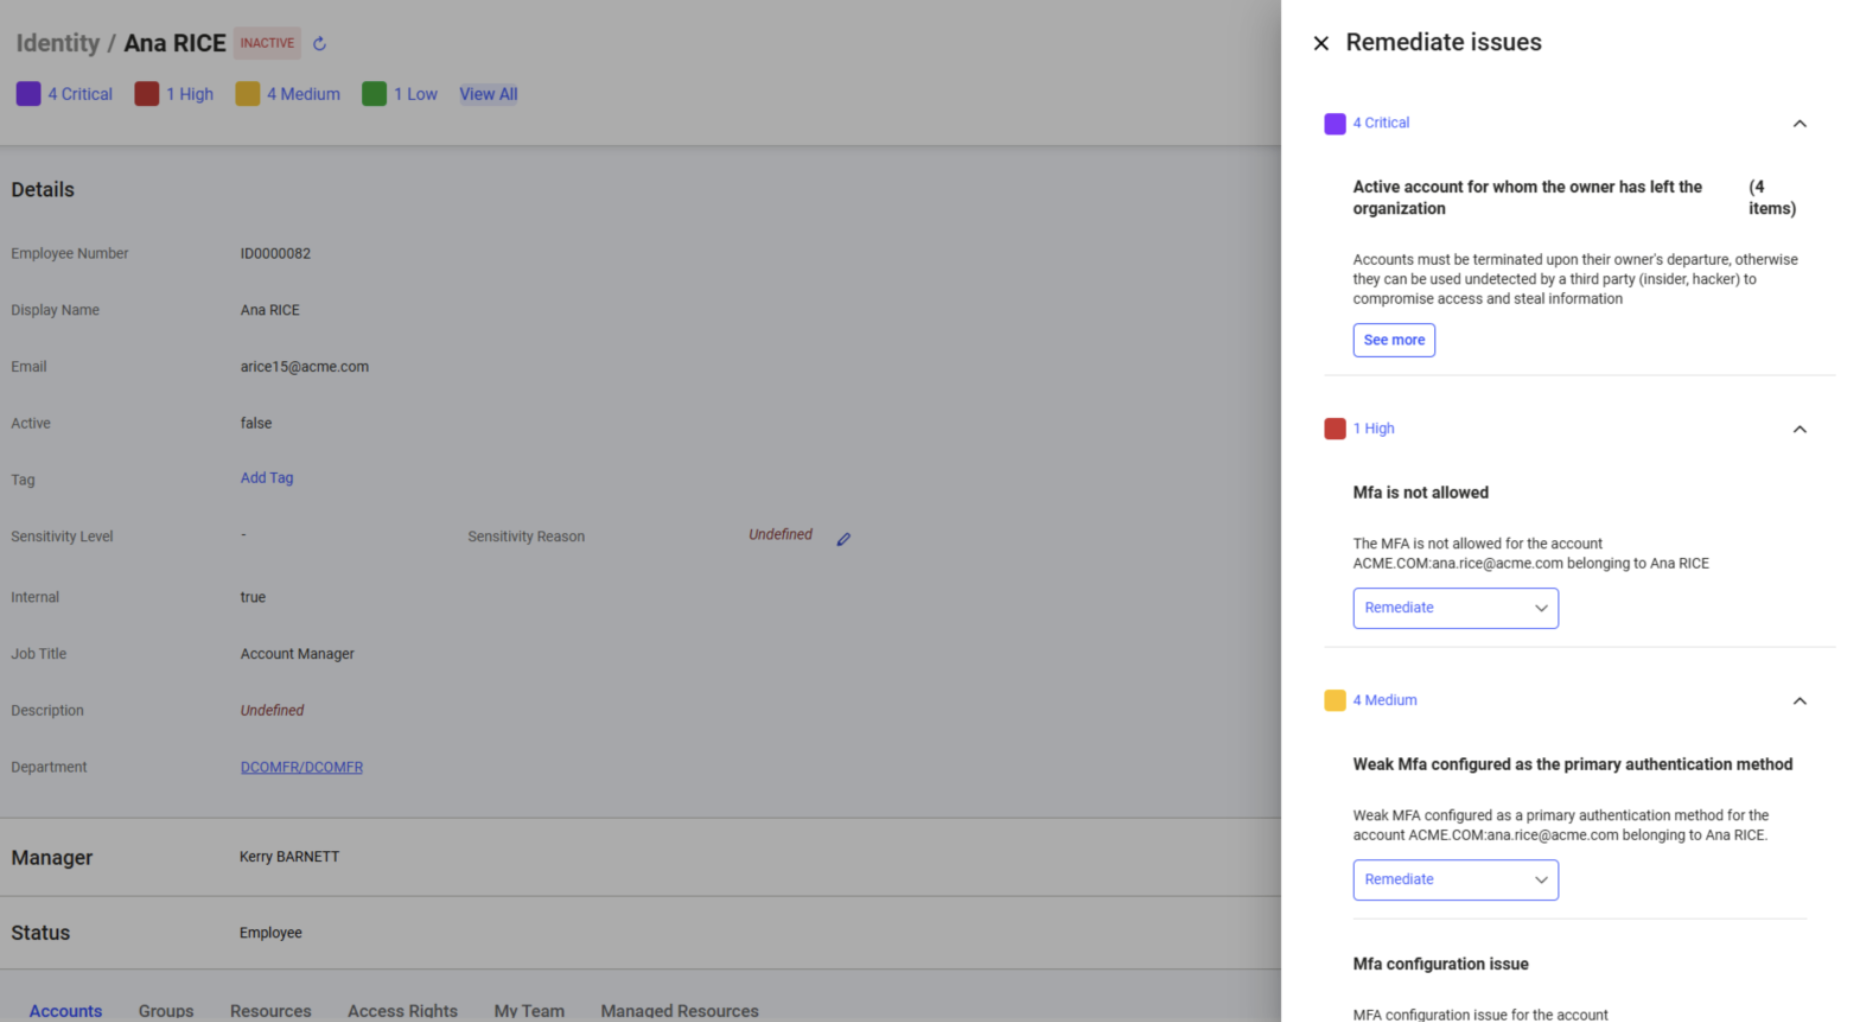 Identity / Ana RICE INACTIVE
4 Critical 1 High 4 Medium 1 Low View All
Details
Employee Number ID0000082
Display Name Ana RICE
Email arice15@acme.com
Active false
Tag Add Tag
Sensitivity Level - Sensitivity Reason Undefined
Internal true
Job Title Account Manager
Description Undefined
Department DCOMFR/DCOMFR
Manager Kerry BARNETT
Status Employee
Accounts Groups Resources Access Rights My Team Managed Resources
Remediate issues
4 Critical
Active account for whom the owner has left the (4
organization items)
Accounts must be terminated upon their owner's departure, otherwise
they can be used undetected by a third party (insider, hacker) to
compromise access and steal information
See more
1 High
Mfa is not allowed
The MFA is not allowed for the account
ACME.COM:ana.rice@acme.com belonging to Ana RICE
Remediate
4 Medium
Weak Mfa configured as the primary authentication method
Weak MFA configured as a primary authentication method for the
account ACME.COM:ana.rice@acme.com belonging to Ana RICE.
Remediate
Mfa configuration issue
MFA configuration issue for the account